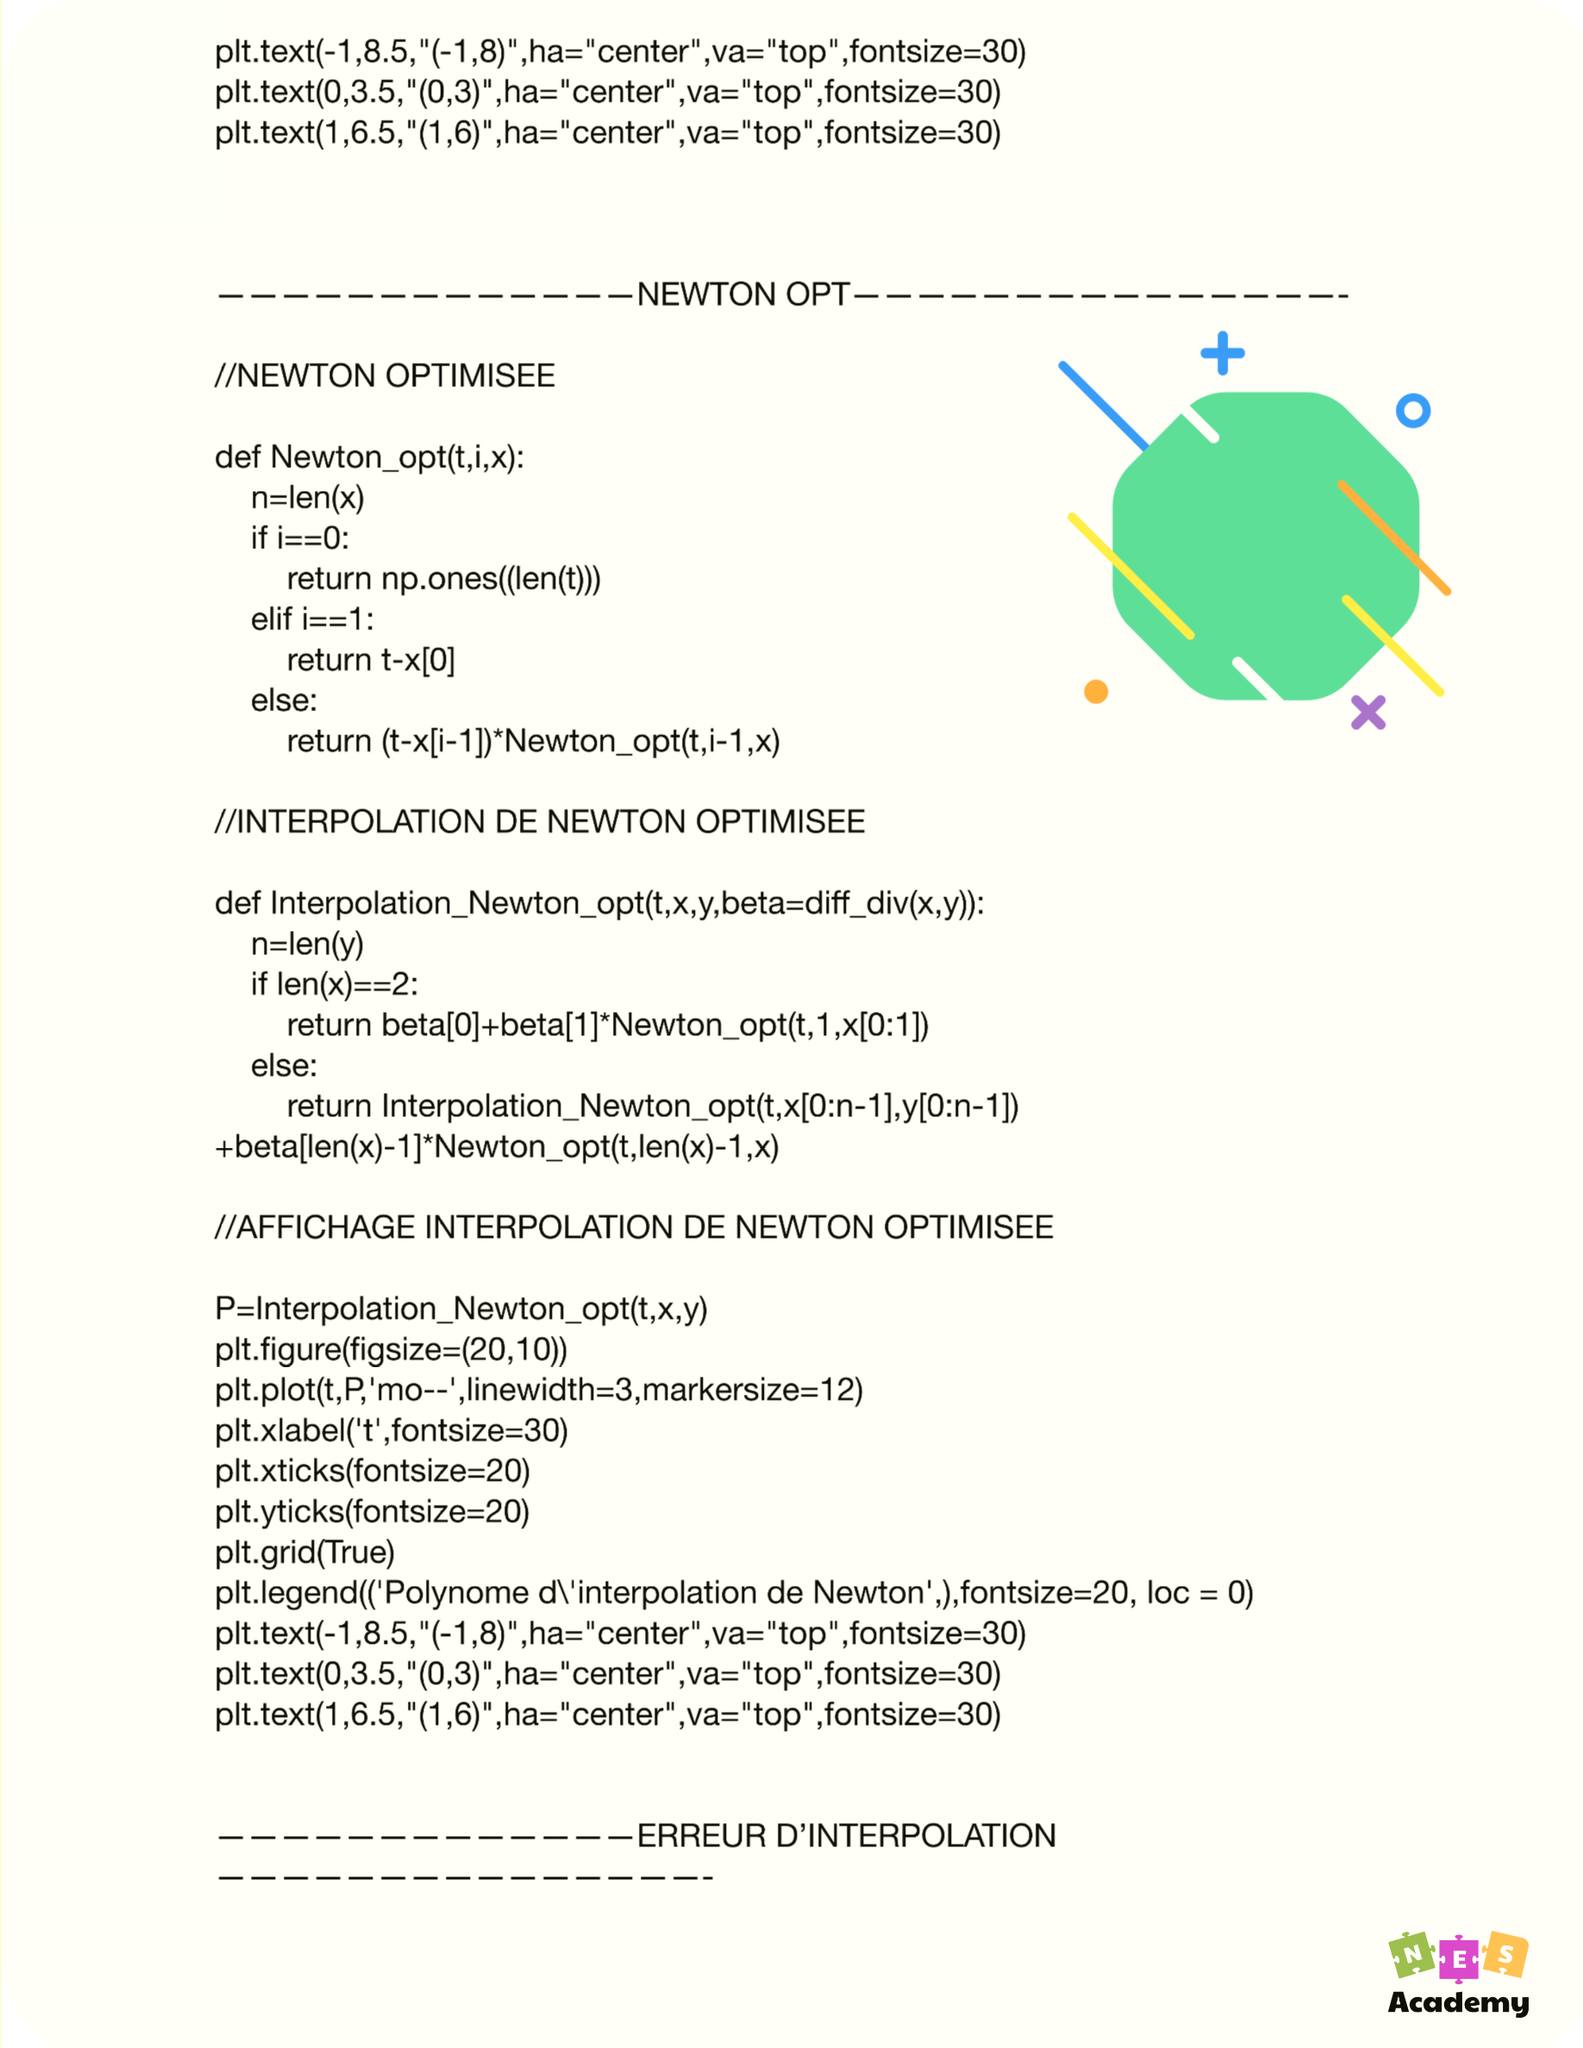 plt.text(-1,8.5,"(-1,8)",ha="center",va="top",fontsize=30)
plt.text(0,3.5,"(0,3)",ha="center",va="top",fontsize=30)
plt.text(1,6.5,"(1,6)",ha="center",va="top",fontsize=30)
—————————————NEWTON OPT———————————————-
//NEWTON OPTIMISEE
def Newton_opt(t,i,x):
    n=len(x)
    if i==0:
        return np.ones((len(t)))
    elif i==1:
        return t-x[0]
    else:
        return (t-x[i-1])*Newton_opt(t,i-1,x)
//INTERPOLATION DE NEWTON OPTIMISEE
def Interpolation_Newton_opt(t,x,y,beta=diff_div(x,y)):
    n=len(y)
    if len(x)==2:
        return beta[0]+beta[1]*Newton_opt(t,1,x[0:1])
    else:
        return Interpolation_Newton_opt(t,x[0:n-1],y[0:n-1])
+beta[len(x)-1]*Newton_opt(t,len(x)-1,x)
//AFFICHAGE INTERPOLATION DE NEWTON OPTIMISEE
P=Interpolation_Newton_opt(t,x,y)
plt.figure(figsize=(20,10))
plt.plot(t,P,'mo--',linewidth=3,markersize=12)
plt.xlabel('t',fontsize=30)
plt.xticks(fontsize=20)
plt.yticks(fontsize=20)
plt.grid(True)
plt.legend(('Polynome d\'interpolation de Newton',),fontsize=20, loc = 0)
plt.text(-1,8.5,"(-1,8)",ha="center",va="top",fontsize=30)
plt.text(0,3.5,"(0,3)",ha="center",va="top",fontsize=30)
plt.text(1,6.5,"(1,6)",ha="center",va="top",fontsize=30)
—————————————ERREUR D’INTERPOLATION
———————————————-
NES
Academy